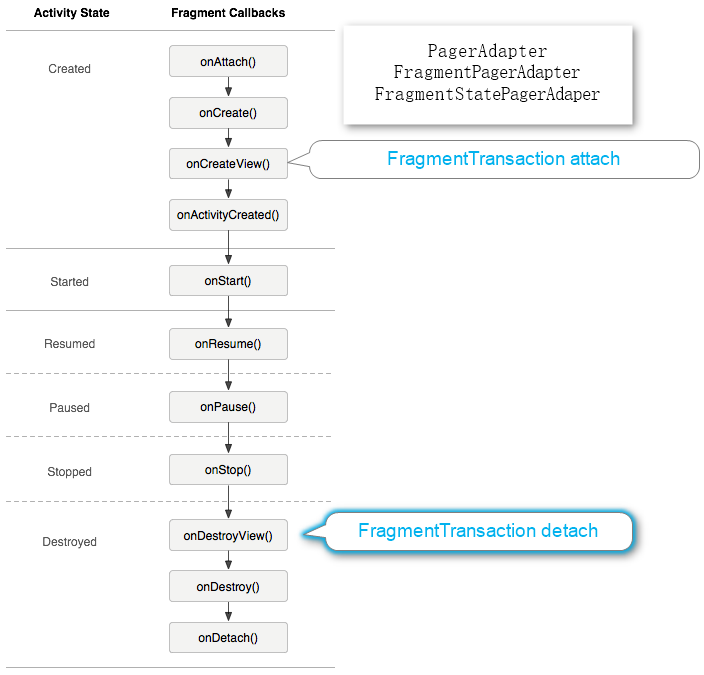 Activity State
Fragment Callbacks
Created
onAttach()
onCreate()
onCreateView()
onActivityCreated()
PagerAdapter
FragmentPagerAdapter
FragmentStatePagerAdaper
FragmentTransaction attach
Started
onStart()
Resumed
onResume()
Paused
onPause()
Stopped
onStop()
Destroyed
onDestroyView()
FragmentTransaction detach
onDestroy()
onDetach()